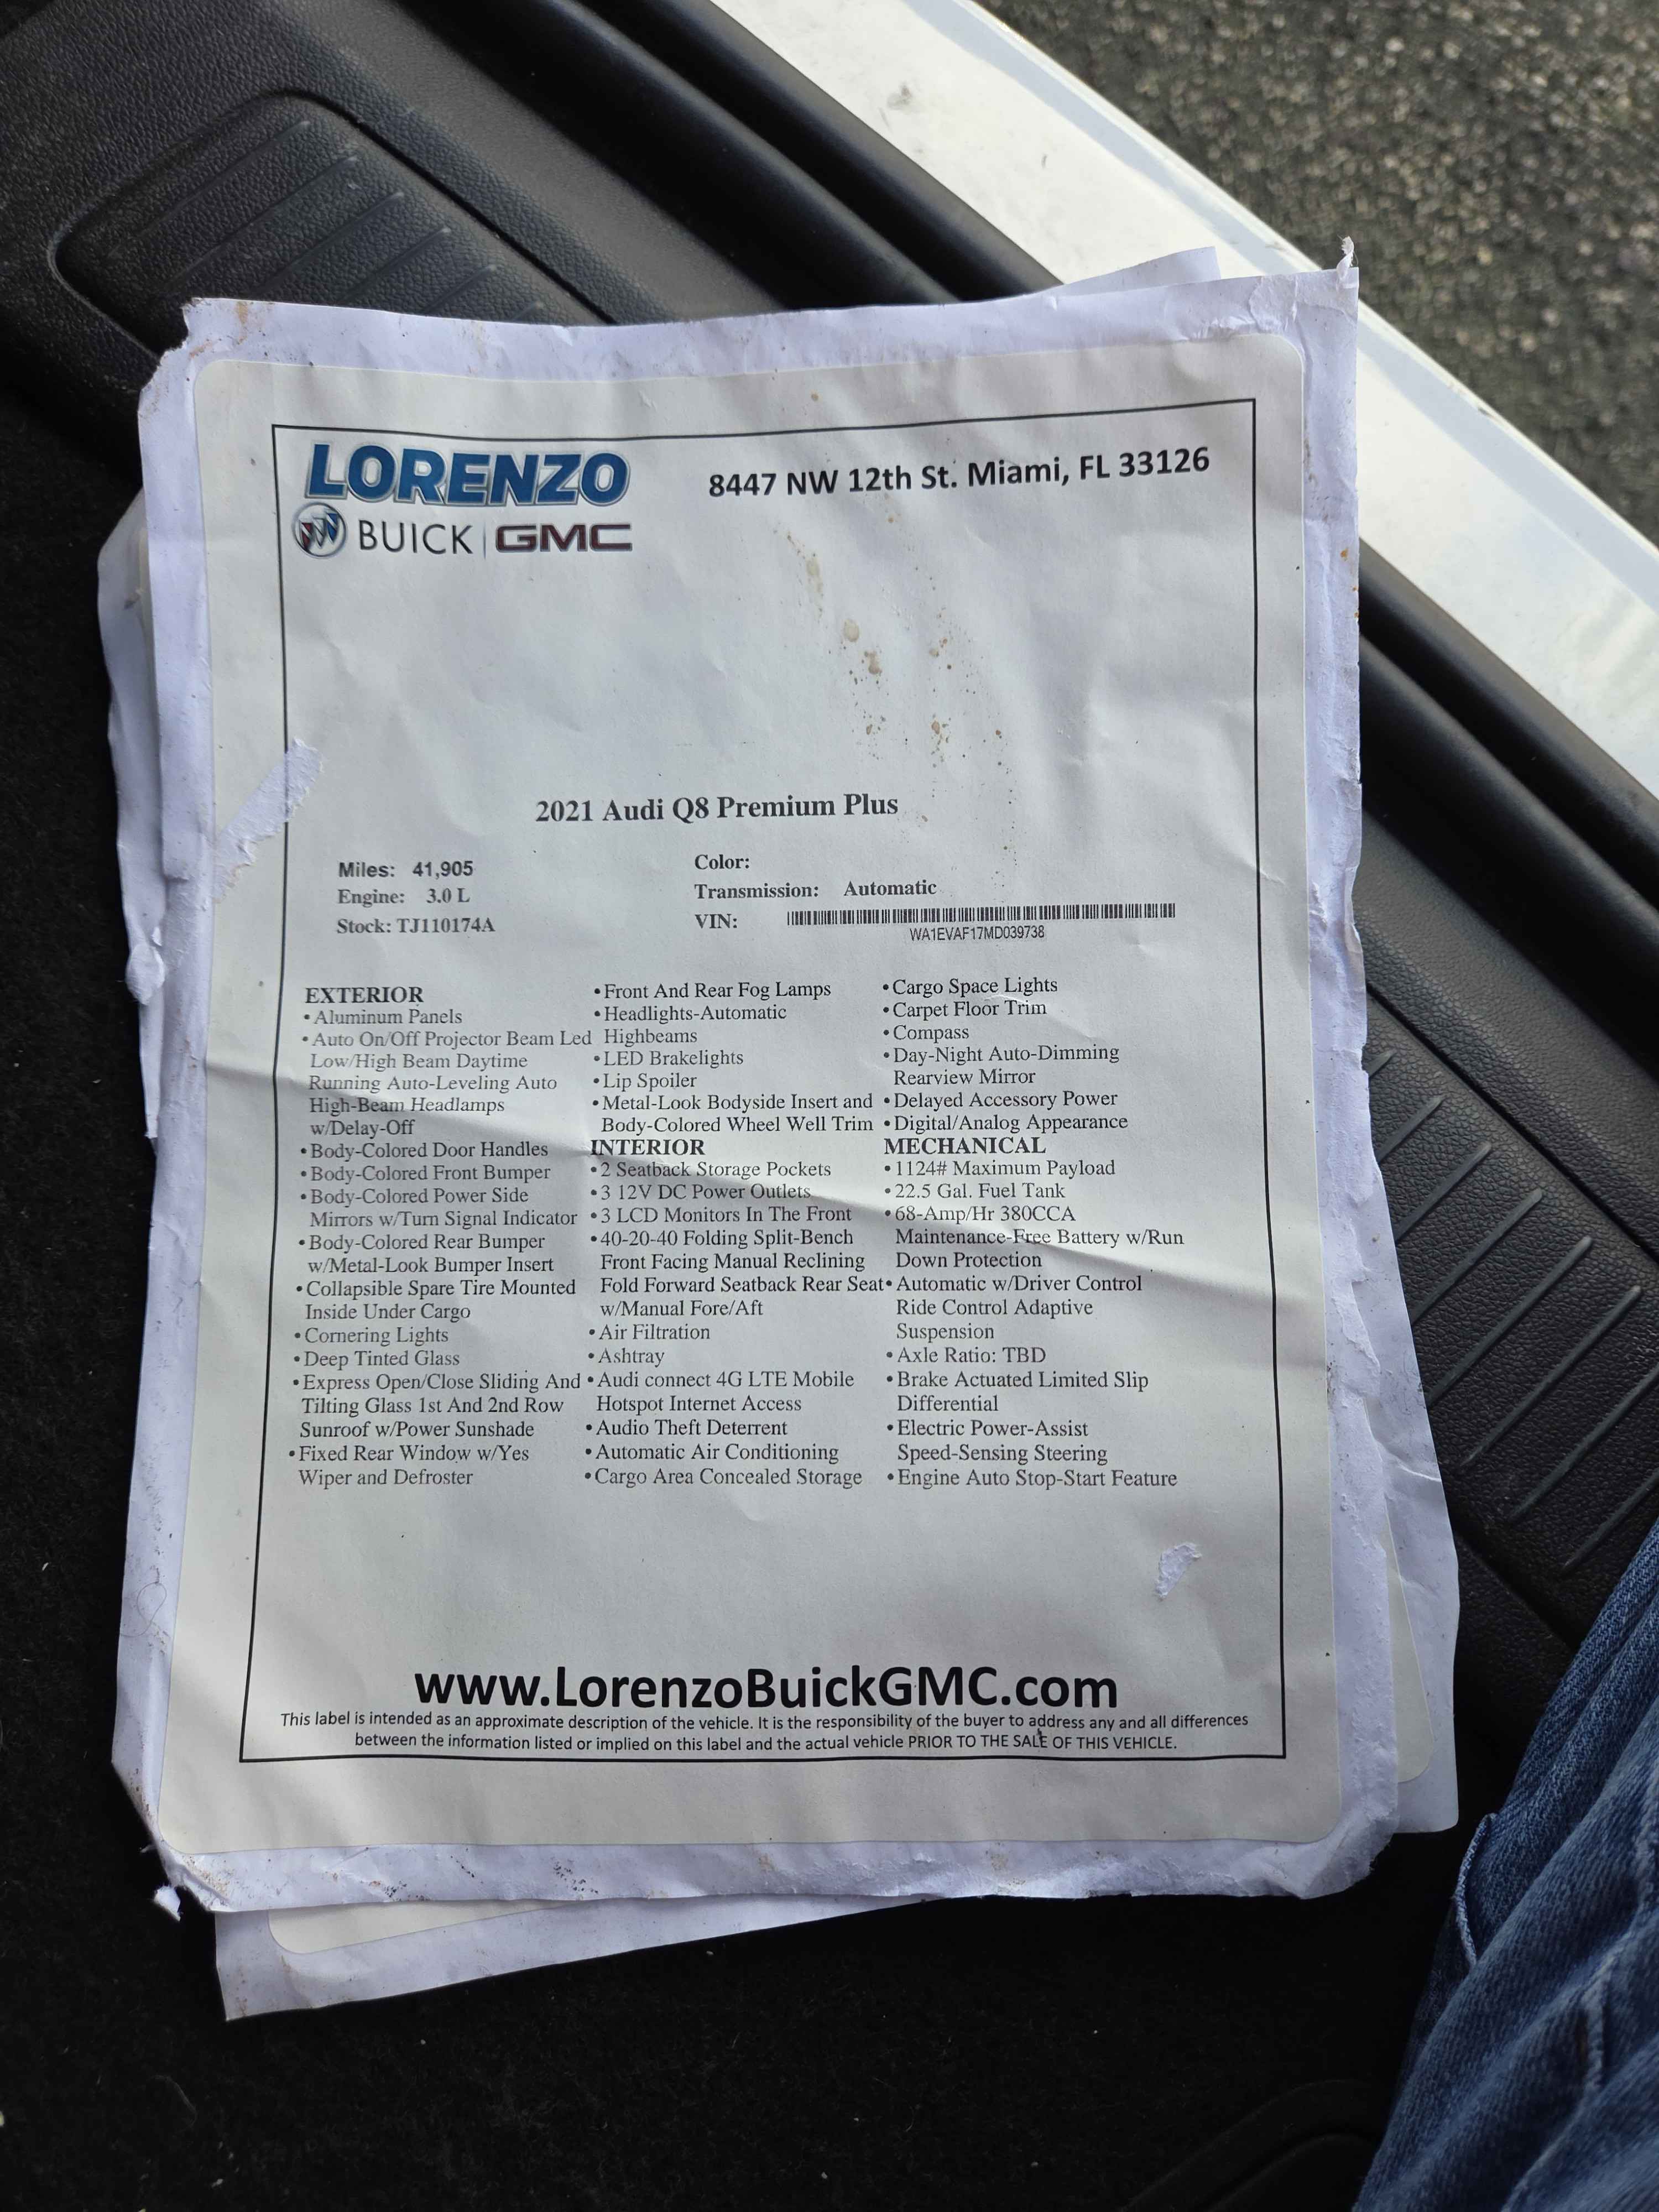 LORENZO
BUICK | GMC
8447 NW 12th St. Miami, FL 33126
2021 Audi Q8 Premium Plus
Miles: 41,905
Engine: 3.0 L
Stock: TJ110174A
Color:
Transmission: Automatic
VIN:
WA1EVAF17MD039738
EXTERIOR
• Aluminum Panels
• Auto On/Off Projector Beam Led
Low/High Beam Daytime
Running Auto-Leveling Auto
High-Beam Headlamps
w/Delay-Off
• Body-Colored Door Handles
• Body-Colored Front Bumper
• Body-Colored Power Side
Mirrors w/Turn Signal Indicator
• Body-Colored Rear Bumper
w/Metal-Look Bumper Insert
• Collapsible Spare Tire Mounted
Inside Under Cargo
• Cornering Lights
• Deep Tinted Glass
• Express Open/Close Sliding And
Tilting Glass 1st And 2nd Row
Sunroof w/Power Sunshade
• Fixed Rear Window w/Yes
Wiper and Defroster
• Front And Rear Fog Lamps
• Headlights-Automatic
Highbeams
• LED Brakelights
• Lip Spoiler
• Metal-Look Bodyside Insert and
Body-Colored Wheel Well Trim
INTERIOR
• 2 Seatback Storage Pockets
• 3 12V DC Power Outlets
• 3 LCD Monitors In The Front
• 40-20-40 Folding Split-Bench
Front Facing Manual Reclining
Fold Forward Seatback Rear Seat
w/Manual Fore/Aft
• Air Filtration
• Ashtray
• Audi connect 4G LTE Mobile
Hotspot Internet Access
• Audio Theft Deterrent
• Automatic Air Conditioning
• Cargo Area Concealed Storage
• Cargo Space Lights
• Carpet Floor Trim
• Compass
• Day-Night Auto-Dimming
Rearview Mirror
• Delayed Accessory Power
• Digital/Analog Appearance
MECHANICAL
• 1124# Maximum Payload
• 22.5 Gal. Fuel Tank
• 68-Amp/Hr 380CCA
Maintenance-Free Battery w/Run
Down Protection
• Automatic w/Driver Control
Ride Control Adaptive
Suspension
• Axle Ratio: TBD
• Brake Actuated Limited Slip
Differential
• Electric Power-Assist
Speed-Sensing Steering
• Engine Auto Stop-Start Feature
www.LorenzoBuickGMC.com
This label is intended as an approximate description of the vehicle. It is the responsibility of the buyer to address any and all differences
between the information listed or implied on this label and the actual vehicle PRIOR TO THE SALE OF THIS VEHICLE.